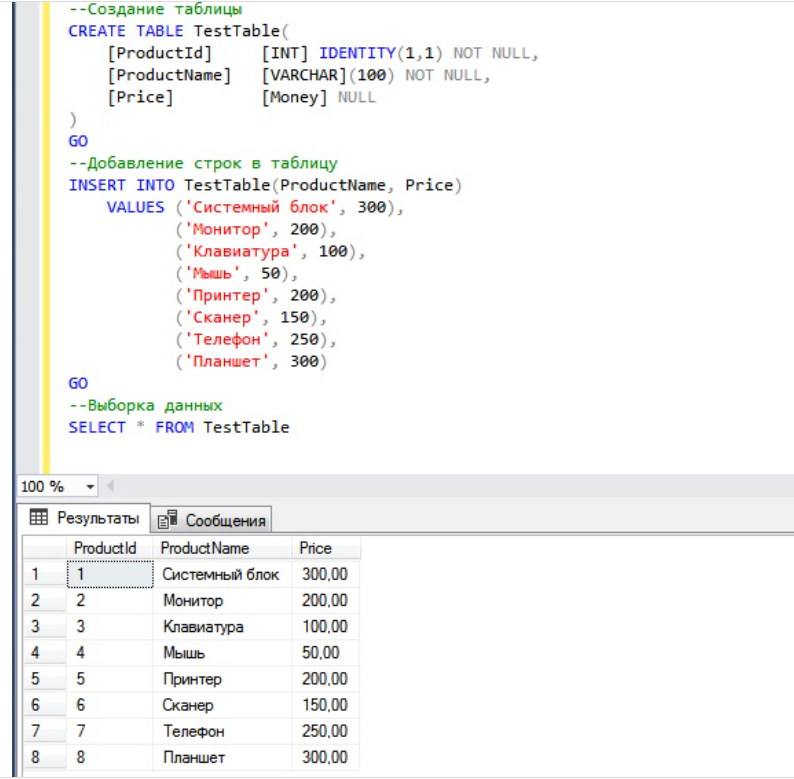 --Создание таблицы
CREATE TABLE TestTable(
    [ProductId]     [INT] IDENTITY(1,1) NOT NULL,
    [ProductName]   [VARCHAR](100) NOT NULL,
    [Price]         [Money] NULL
)
GO
--Добавление строк в таблицу
INSERT INTO TestTable(ProductName, Price)
    VALUES ('Системный блок', 300),
           ('Монитор', 200),
           ('Клавиатура', 100),
           ('Мышь', 50),
           ('Принтер', 200),
           ('Сканер', 150),
           ('Телефон', 250),
           ('Планшет', 300)
GO
--Выборка данных
SELECT * FROM TestTable
100 %
Результаты Сообщения
ProductId ProductName Price
1 1 Системный блок 300,00
2 2 Монитор 200,00
3 3 Клавиатура 100,00
4 4 Мышь 50,00
5 5 Принтер 200,00
6 6 Сканер 150,00
7 7 Телефон 250,00
8 8 Планшет 300,00